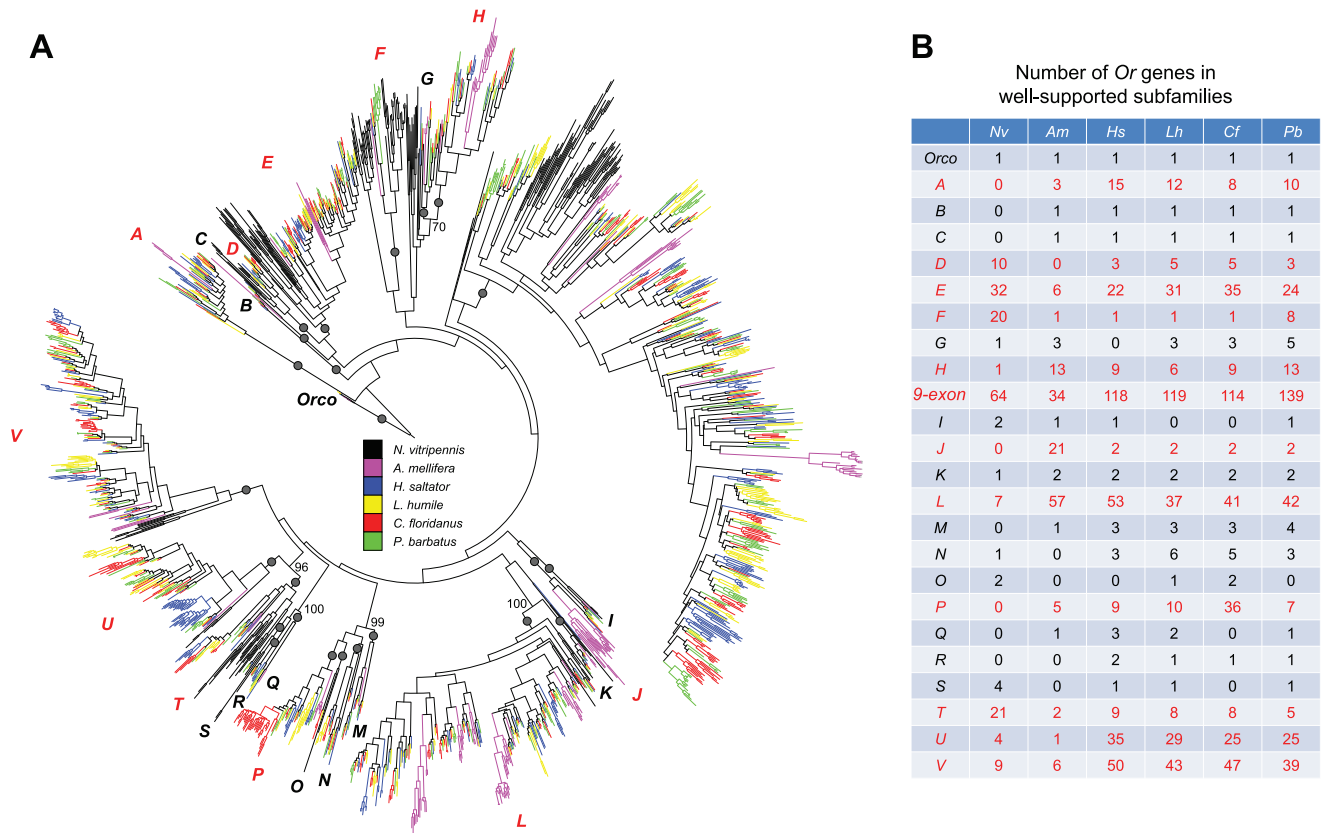 A
H
F
G
E
70
A
C
D
B
Orco
V
N. vitripennis
A. mellifera
H. saltator
L. humile
C. floridanus
P. barbatus
96
100
99
100
U
I
T
R
Q
K
J
S
M
P
O
N
L
B
Number of Or genes in
well-supported subfamilies
Nv Am Hs Lh Cf Pb
Orco 1 1 1 1 1 1
A 0 3 15 12 8 10
B 0 1 1 1 1 1
C 0 1 1 1 1 1
D 10 0 3 5 5 3
E 32 6 22 31 35 24
F 20 1 1 1 1 8
G 1 3 0 3 3 5
H 1 13 9 6 9 13
9-exon 64 34 118 119 114 139
I 2 1 1 0 0 1
J 0 21 2 2 2 2
K 1 2 2 2 2 2
L 7 57 53 37 41 42
M 0 1 3 3 3 4
N 1 0 3 6 5 3
O 2 0 0 1 2 0
P 0 5 9 10 36 7
Q 0 1 3 2 0 1
R 0 0 2 1 1 1
S 4 0 1 1 0 1
T 21 2 9 8 8 5
U 4 1 35 29 25 25
V 9 6 50 43 47 39